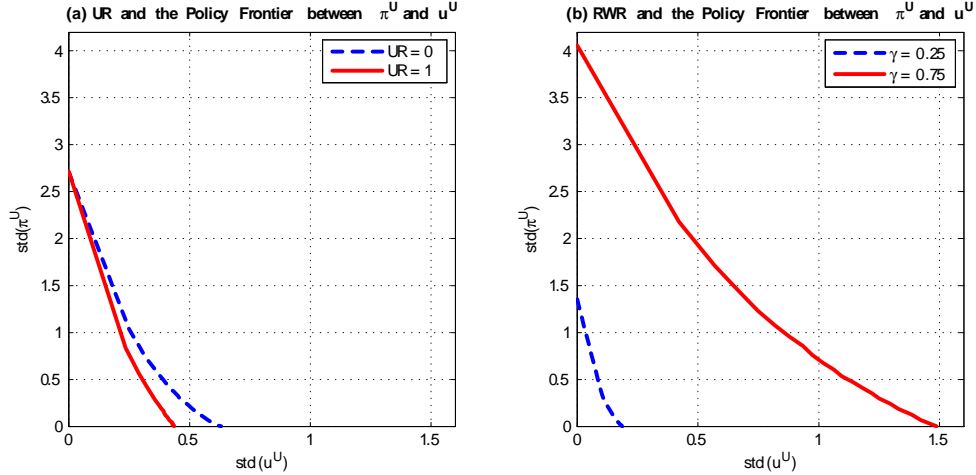 (a) UR and the Policy Frontier between π^U and u^U
UR = 0
UR = 1
4
3.5
3
2.5
2
1.5
1
0.5
0
std(π^U)
0
0.5
1
1.5
std(u^U)
(b) RWR and the Policy Frontier between π^U and u^U
γ = 0.25
γ = 0.75
4
3.5
3
2.5
2
1.5
1
0.5
0
std(π^U)
0
0.5
1
1.5
std(u^U)